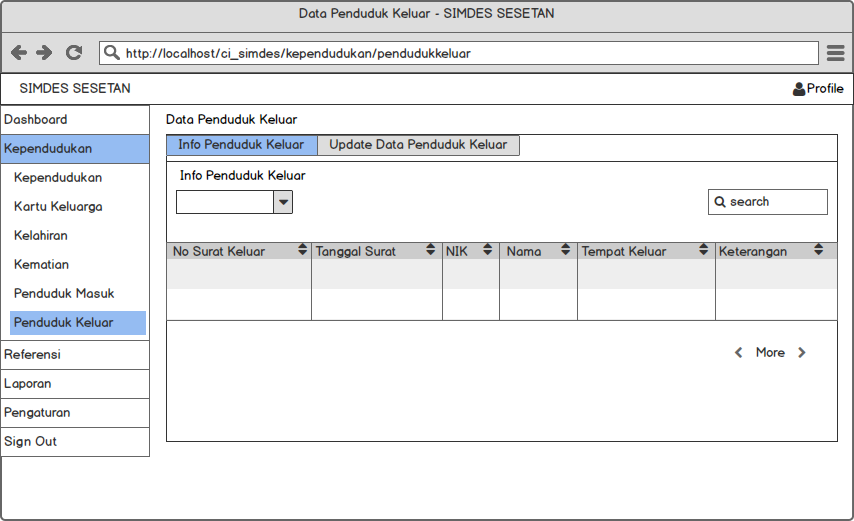 Data Penduduk Keluar - SIMDES SESETAN
http://localhost/ci_simdes/kependudukan/pendudukkeluar
SIMDES SESETAN
Profile
Dashboard
Kependudukan
Kependudukan
Kartu Keluarga
Kelahiran
Kematian
Penduduk Masuk
Penduduk Keluar
Referensi
Laporan
Pengaturan
Sign Out
Data Penduduk Keluar
Info Penduduk Keluar Update Data Penduduk Keluar
Info Penduduk Keluar
search
No Surat Keluar Tanggal Surat NIK Nama Tempat Keluar Keterangan
More